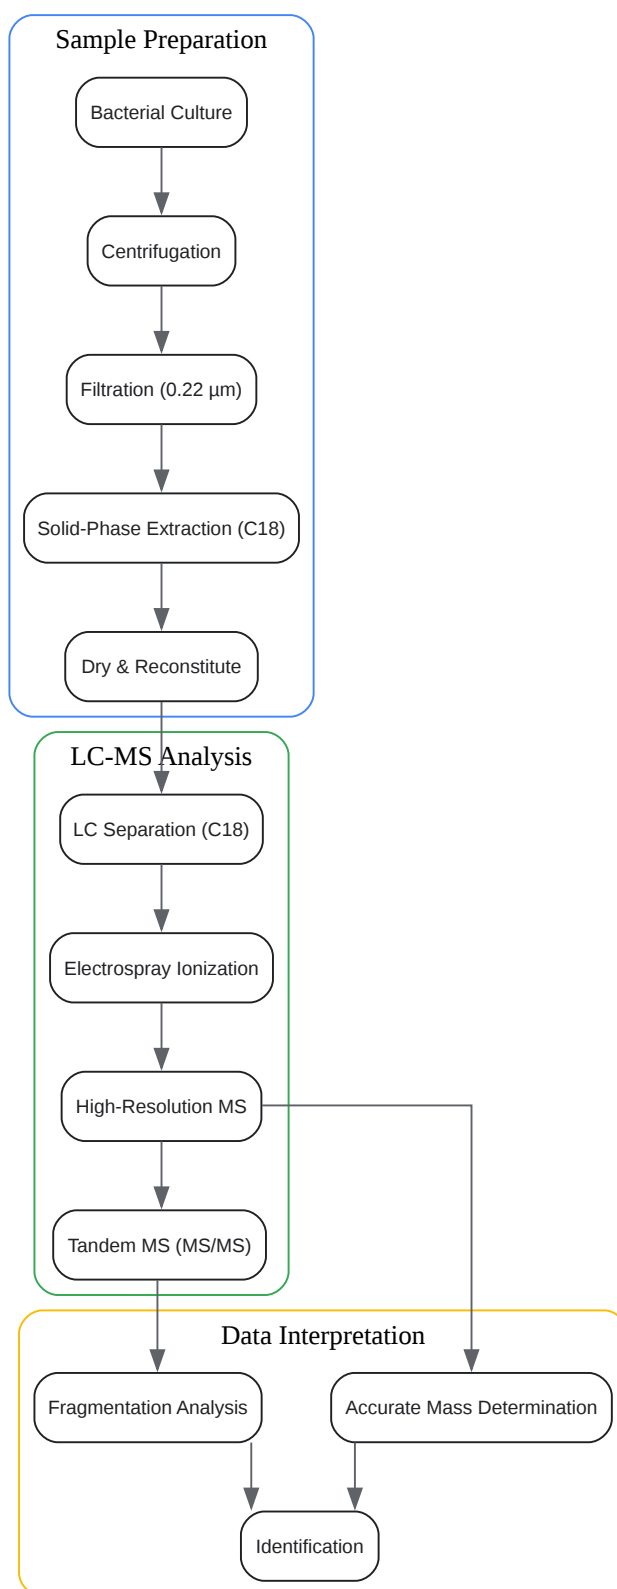 Sample Preparation
Bacterial Culture
Centrifugation
Filtration (0.22 µm)
Solid-Phase Extraction (C18)
Dry & Reconstitute
LC-MS Analysis
LC Separation (C18)
Electrospray Ionization
High-Resolution MS
Tandem MS (MS/MS)
Data Interpretation
Fragmentation Analysis
Accurate Mass Determination
Identification